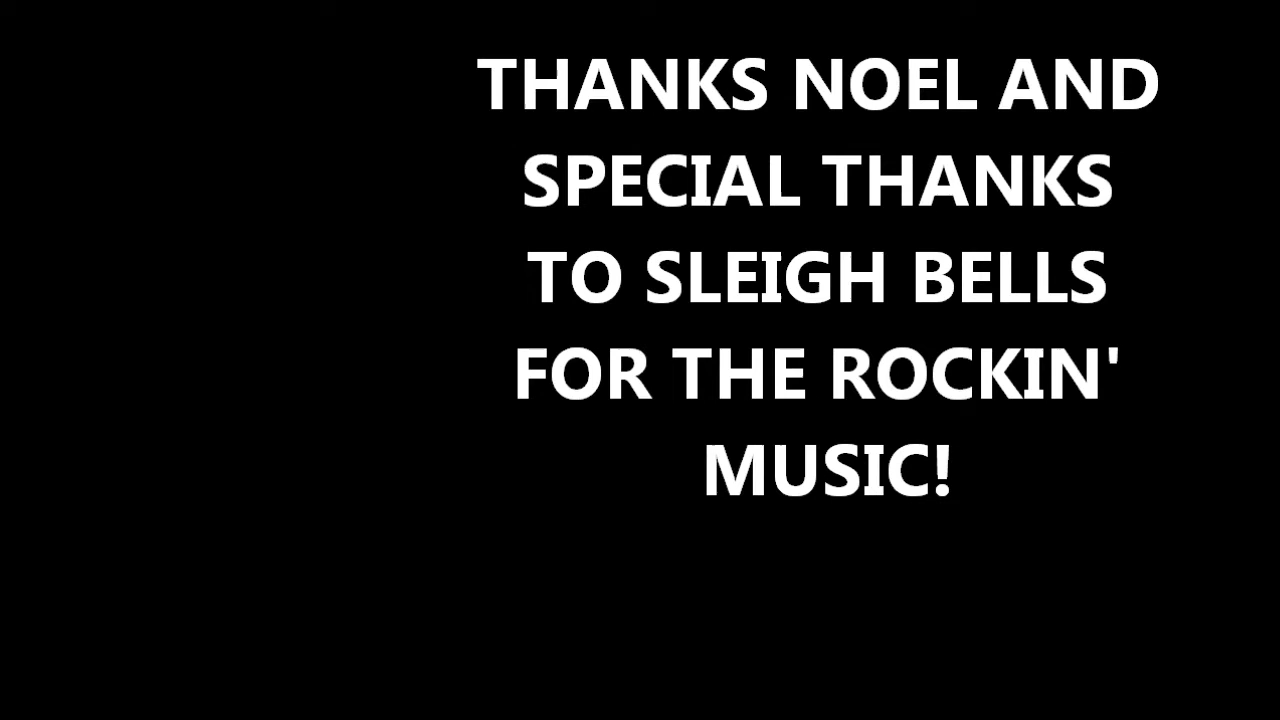 THANKS NOEL AND
SPECIAL THANKS
TO SLEIGH BELLS
FOR THE ROCKIN'
MUSIC!